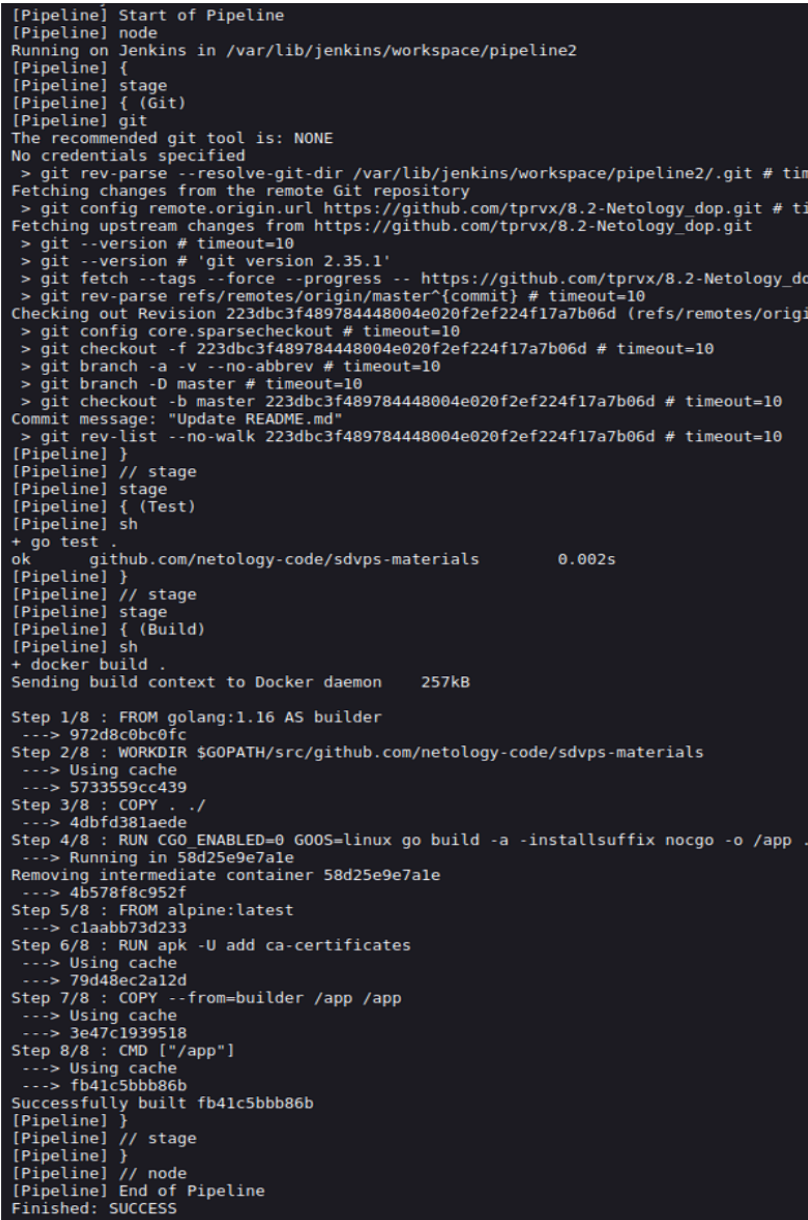 [Pipeline] Start of Pipeline
[Pipeline] node
Running on Jenkins in /var/lib/jenkins/workspace/pipeline2
[Pipeline] {
[Pipeline] stage
[Pipeline] { (Git)
[Pipeline] git
The recommended git tool is: NONE
No credentials specified
 > git rev-parse --resolve-git-dir /var/lib/jenkins/workspace/pipeline2/.git # tim
Fetching changes from the remote Git repository
 > git config remote.origin.url https://github.com/tprvx/8.2-Netology_dop.git # ti
Fetching upstream changes from https://github.com/tprvx/8.2-Netology_dop.git
 > git --version # timeout=10
 > git --version # 'git version 2.35.1'
 > git fetch --tags --force --progress -- https://github.com/tprvx/8.2-Netology_do
 > git rev-parse refs/remotes/origin/master^{commit} # timeout=10
Checking out Revision 223dbc3f489784448004e020f2ef224f17a7b06d (refs/remotes/origi
 > git config core.sparsecheckout # timeout=10
 > git checkout -f 223dbc3f489784448004e020f2ef224f17a7b06d # timeout=10
 > git branch -a -v --no-abbrev # timeout=10
 > git branch -D master # timeout=10
 > git checkout -b master 223dbc3f489784448004e020f2ef224f17a7b06d # timeout=10
Commit message: "Update README.md"
 > git rev-list --no-walk 223dbc3f489784448004e020f2ef224f17a7b06d # timeout=10
[Pipeline] }
[Pipeline] // stage
[Pipeline] stage
[Pipeline] { (Test)
[Pipeline] sh
+ go test .
ok      github.com/netology-code/sdvps-materials        0.002s
[Pipeline] }
[Pipeline] // stage
[Pipeline] stage
[Pipeline] { (Build)
[Pipeline] sh
+ docker build .
Sending build context to Docker daemon    257kB
Step 1/8 : FROM golang:1.16 AS builder
 ---> 972d8c0bc0fc
Step 2/8 : WORKDIR $GOPATH/src/github.com/netology-code/sdvps-materials
 ---> Using cache
 ---> 5733559cc439
Step 3/8 : COPY . ./
 ---> 4dbfd381aede
Step 4/8 : RUN CGO_ENABLED=0 GOOS=linux go build -a -installsuffix nocgo -o /app .
 ---> Running in 58d25e9e7a1e
Removing intermediate container 58d25e9e7a1e
 ---> 4b578f8c952f
Step 5/8 : FROM alpine:latest
 ---> c1aabb73d233
Step 6/8 : RUN apk -U add ca-certificates
 ---> Using cache
 ---> 79d48ec2a12d
Step 7/8 : COPY --from=builder /app /app
 ---> Using cache
 ---> 3e47c1939518
Step 8/8 : CMD ["/app"]
 ---> Using cache
 ---> fb41c5bbb86b
Successfully built fb41c5bbb86b
[Pipeline] }
[Pipeline] // stage
[Pipeline] }
[Pipeline] // node
[Pipeline] End of Pipeline
Finished: SUCCESS